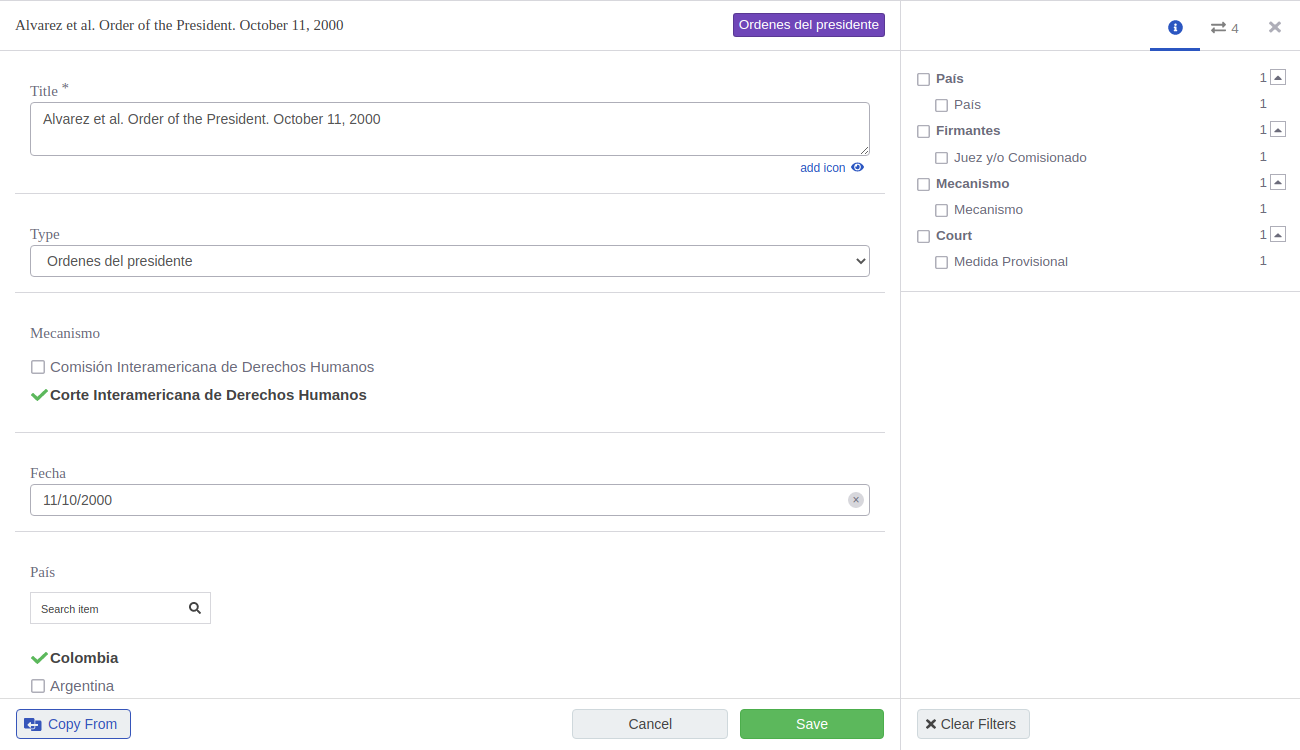 Alvarez et al. Order of the President. October 11, 2000
Ordenes del presidente
4
Title *
Alvarez et al. Order of the President. October 11, 2000
add icon
Type
Ordenes del presidente
Mecanismo
Comisión Interamericana de Derechos Humanos
Corte Interamericana de Derechos Humanos
Fecha
11/10/2000
País
Search item
Colombia
Argentina
Copy From
Cancel
Save
País 1
País 1
Firmantes 1
Juez y/o Comisionado 1
Mecanismo 1
Mecanismo 1
Court 1
Medida Provisional 1
Clear Filters